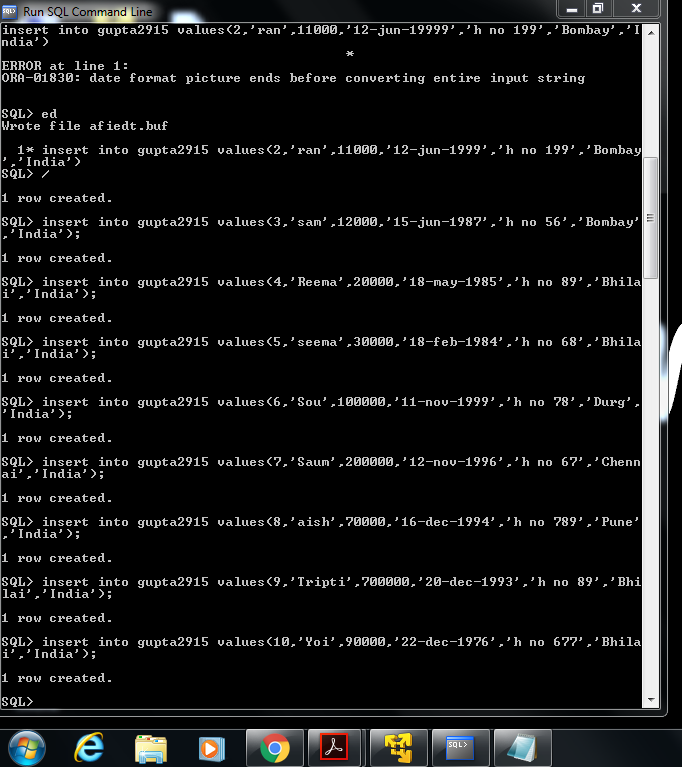 Run SQL Command Line
insert into gupta2915 values(2,'ran',11000,'12-jun-19999','h no 199','Bombay','I
ndia')
*
ERROR at line 1:
ORA-01830: date format picture ends before converting entire input string
SQL> ed
Wrote file afiedt.buf
1* insert into gupta2915 values(2,'ran',11000,'12-jun-1999','h no 199','Bombay
','India')
SQL> /
1 row created.
SQL> insert into gupta2915 values(3,'sam',12000,'15-jun-1987','h no 56','Bombay'
,'India');
1 row created.
SQL> insert into gupta2915 values(4,'Reema',20000,'18-may-1985','h no 89','Bhila
i','India');
1 row created.
SQL> insert into gupta2915 values(5,'seema',30000,'18-feb-1984','h no 68','Bhila
i','India');
1 row created.
SQL> insert into gupta2915 values(6,'Sou',100000,'11-nov-1999','h no 78','Durg',
'India');
1 row created.
SQL> insert into gupta2915 values(7,'Saum',200000,'12-nov-1996','h no 67','Chenn
ai','India');
1 row created.
SQL> insert into gupta2915 values(8,'aish',70000,'16-dec-1994','h no 789','Pune'
,'India');
1 row created.
SQL> insert into gupta2915 values(9,'Tripti',700000,'20-dec-1993','h no 89','Bhi
lai','India');
1 row created.
SQL> insert into gupta2915 values(10,'Yoi',90000,'22-dec-1976','h no 677','Bhila
i','India');
1 row created.
SQL>
SQL>